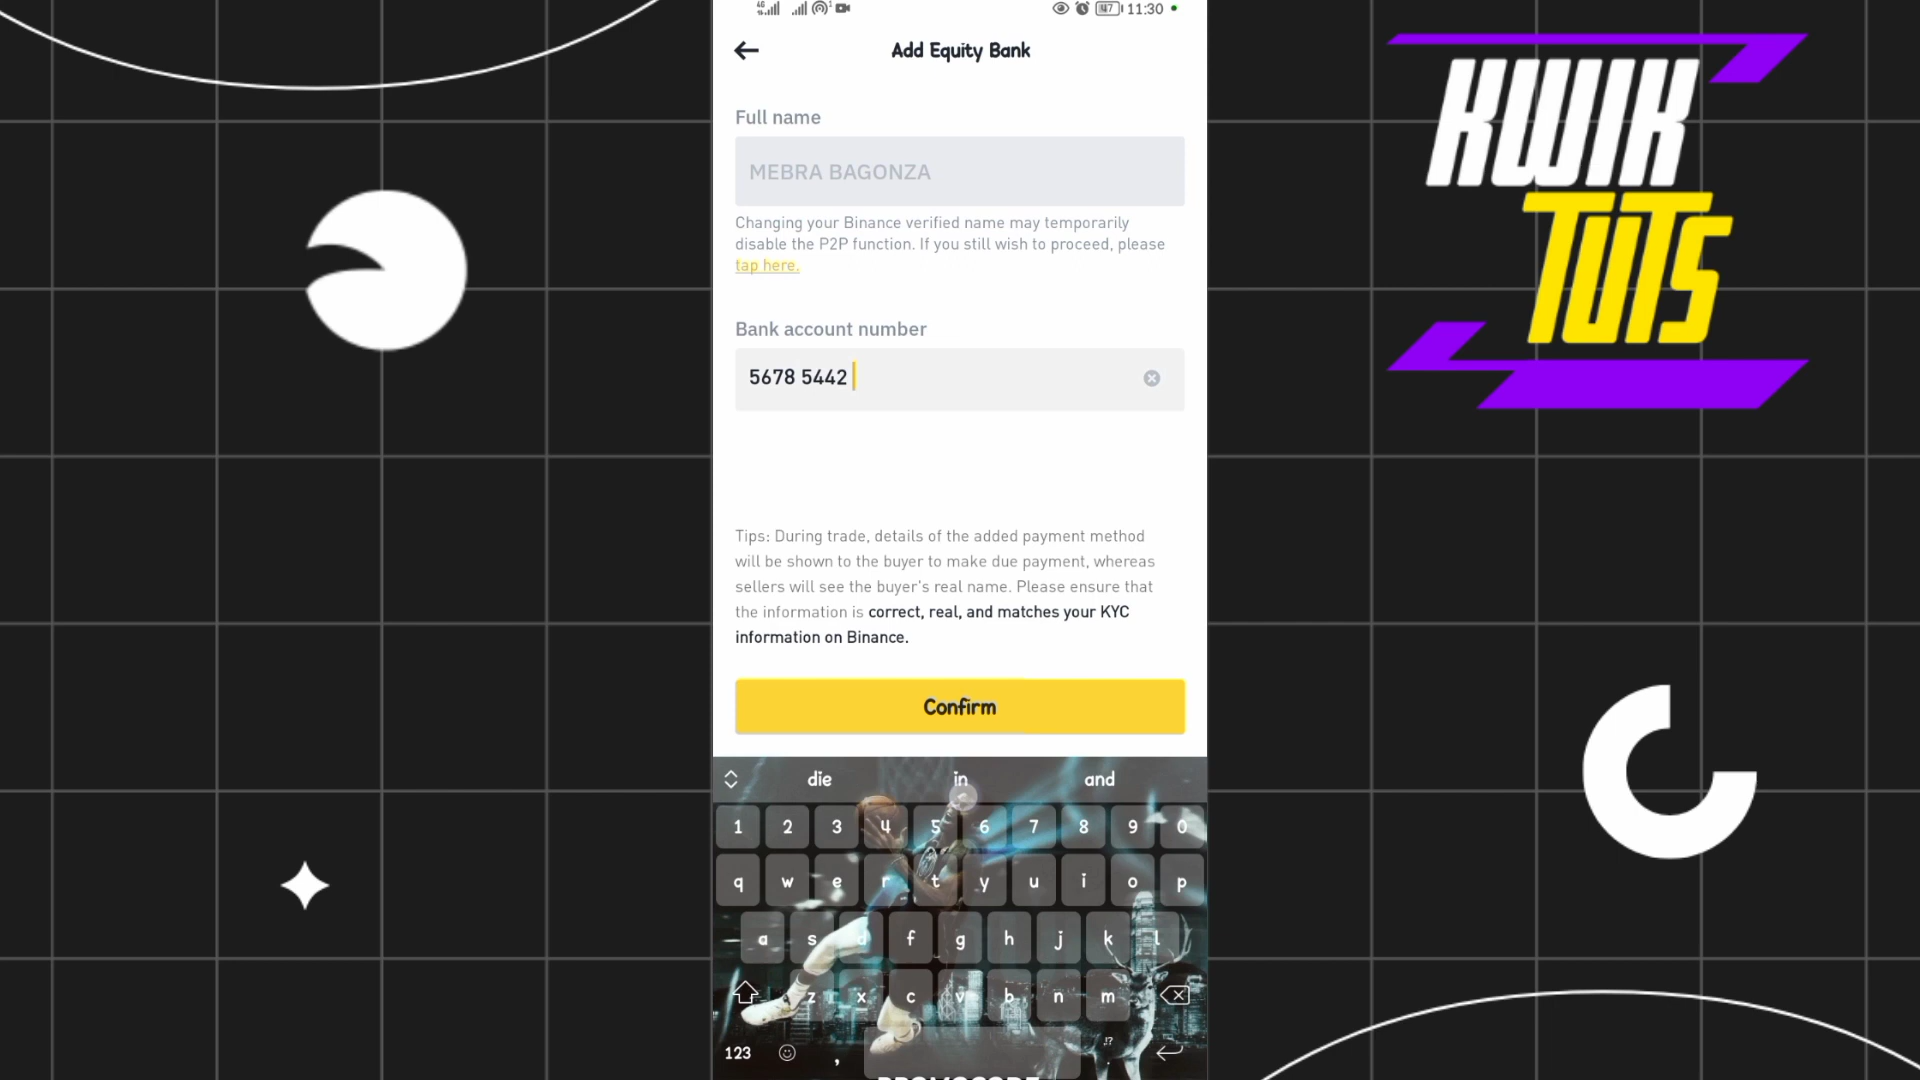 4G 1 87 11:30
Add Equity Bank
Full name
MEBRA BAGONZA
Changing your Binance verified name may temporarily
disable the P2P function. If you still wish to proceed, please
tap here.
Bank account number
5678 5442
Tips: During trade, details of the added payment method
will be shown to the buyer to make due payment, whereas
sellers will see the buyer's real name. Please ensure that
the information is correct, real, and matches your KYC
information on Binance.
Confirm
die in and
1 2 3 4 5 6 7 8 9 0
q w e r t y u i o p
a s d f g h j k l
z x c v b n m
123 , !? .
KWIK
TUTS